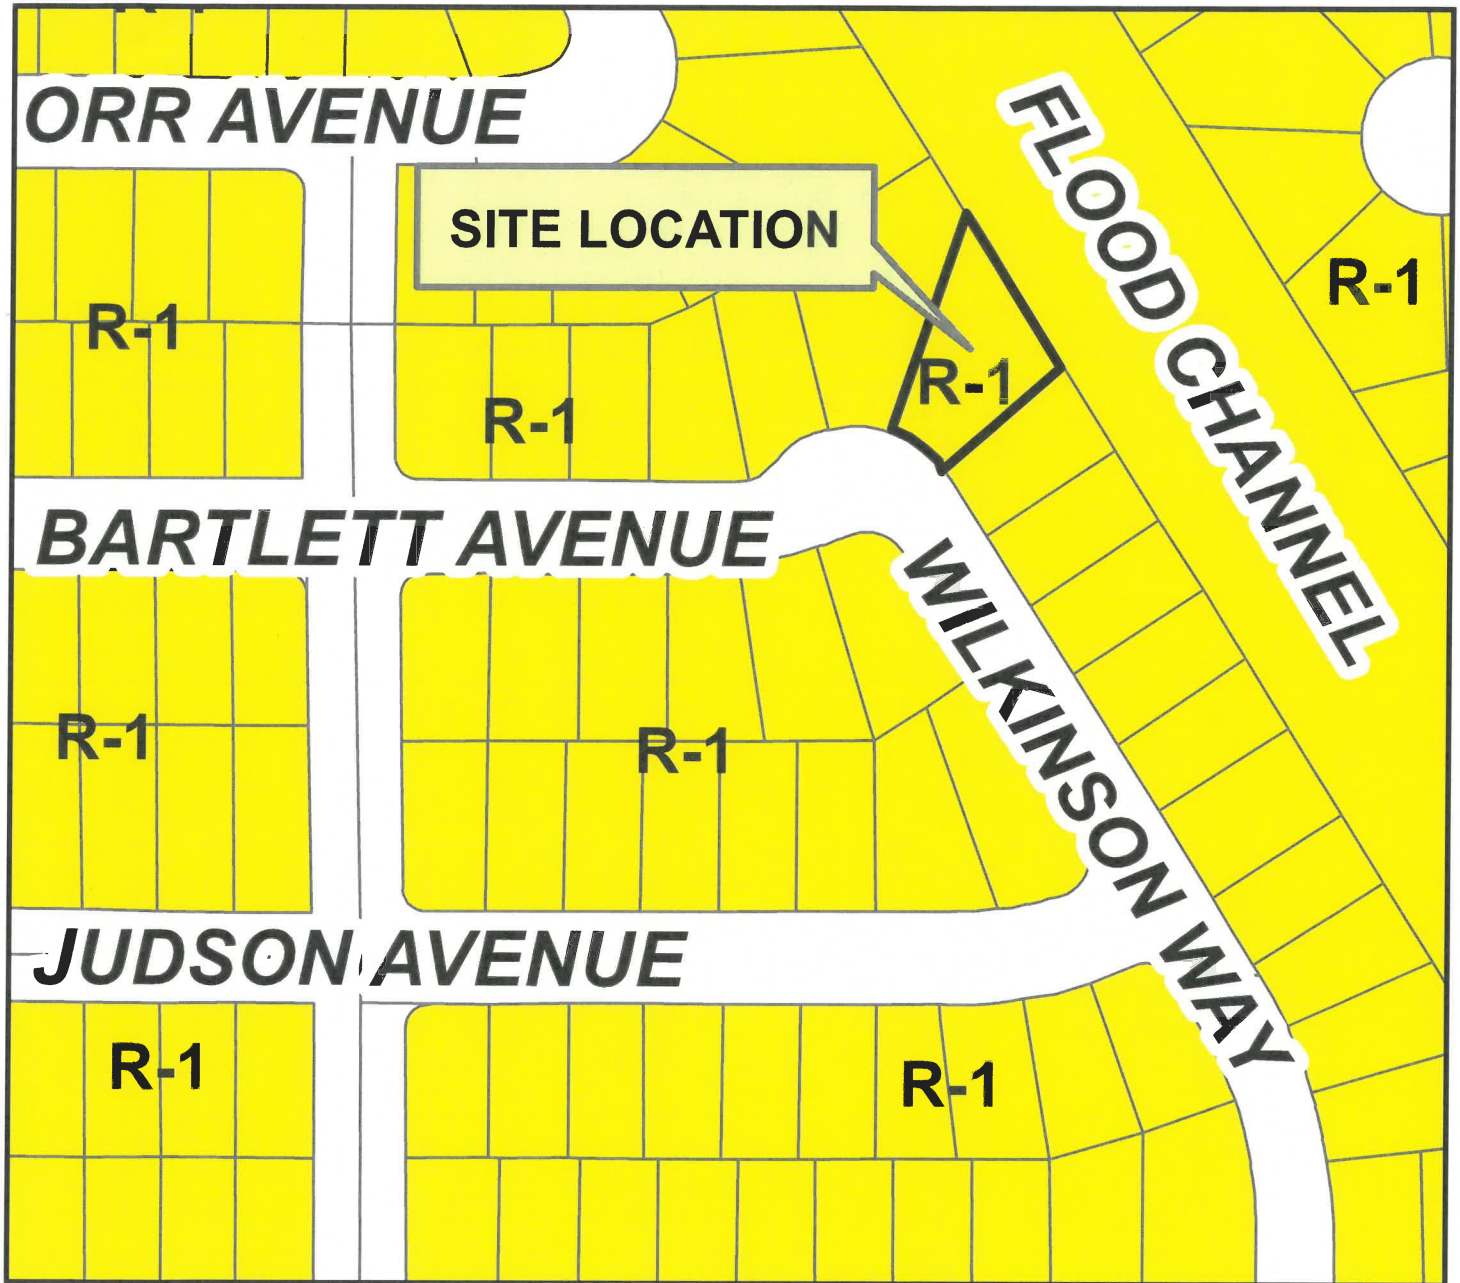 ORR AVENUE
SITE LOCATION
FLOOD CHANNEL
R-1
R-1
R-1
R-1
BARTLETT AVENUE
WILKINSON WAY
R-1
R-1
JUDSON AVENUE
R-1
R-1